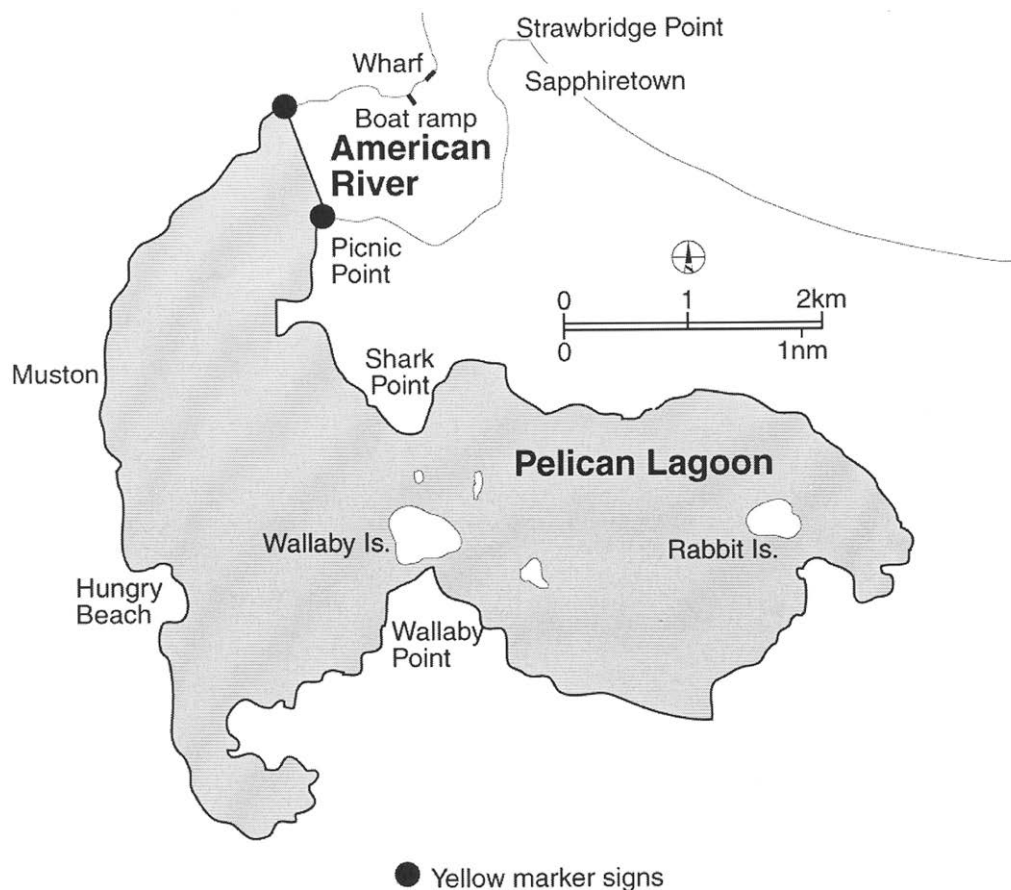 Strawbridge Point
Wharf
Sapphiretown
Boat ramp
American
River
Picnic
Point
N
0 1 2km
0 1nm
Shark
Point
Muston
Pelican Lagoon
Wallaby Is.
Rabbit Is.
Hungry
Beach
Wallaby
Point
Yellow marker signs